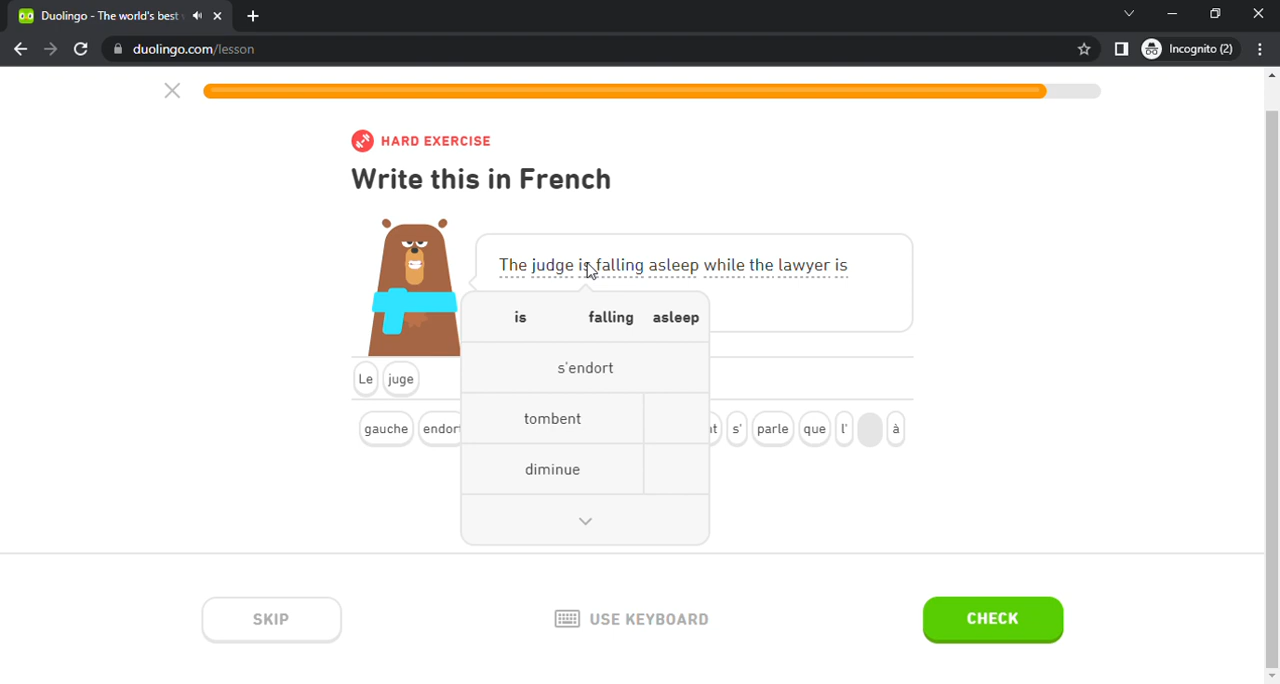 Duolingo - The world's best
Incognito (2)
duolingo.com/lesson
HARD EXERCISE
Write this in French
The judge is falling asleep while the lawyer is
is falling asleep
s'endort
tombent
diminue
Le juge
gauche s' parle que l' à
SKIP
USE KEYBOARD
CHECK